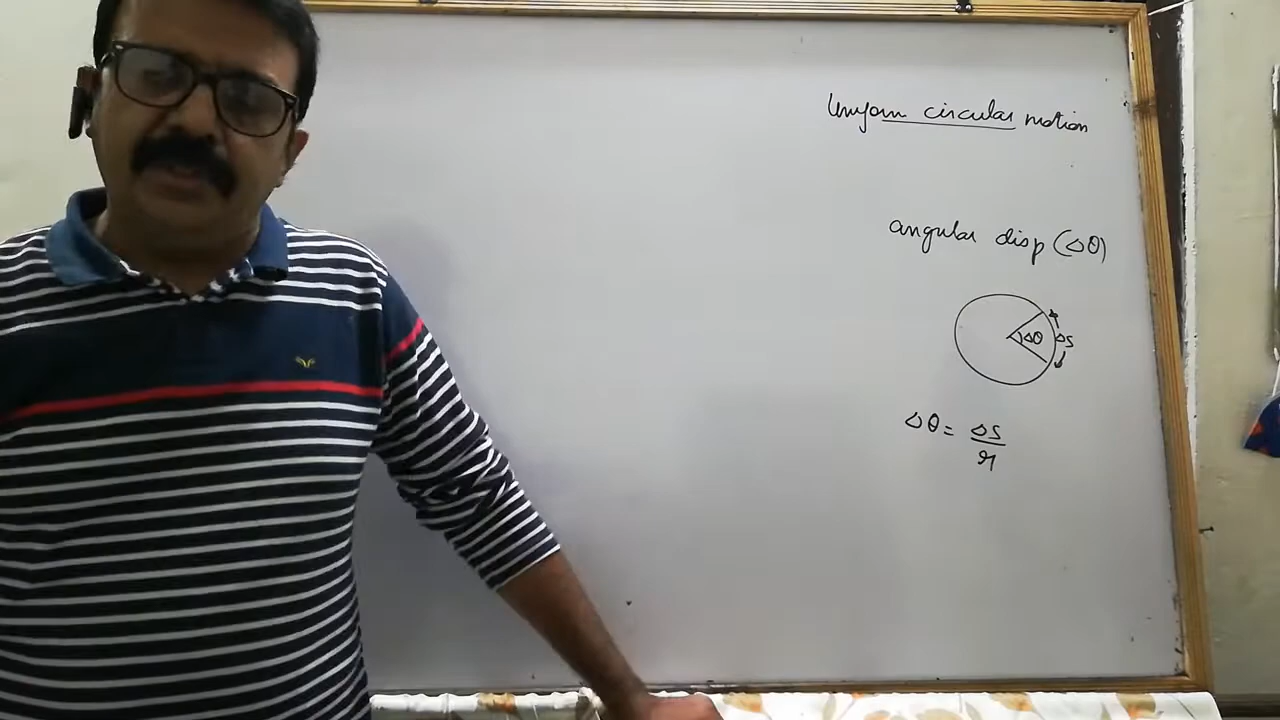 Uniform circular motion
angular disp (Δθ)
Δθ
Δs
Δθ = Δs
r